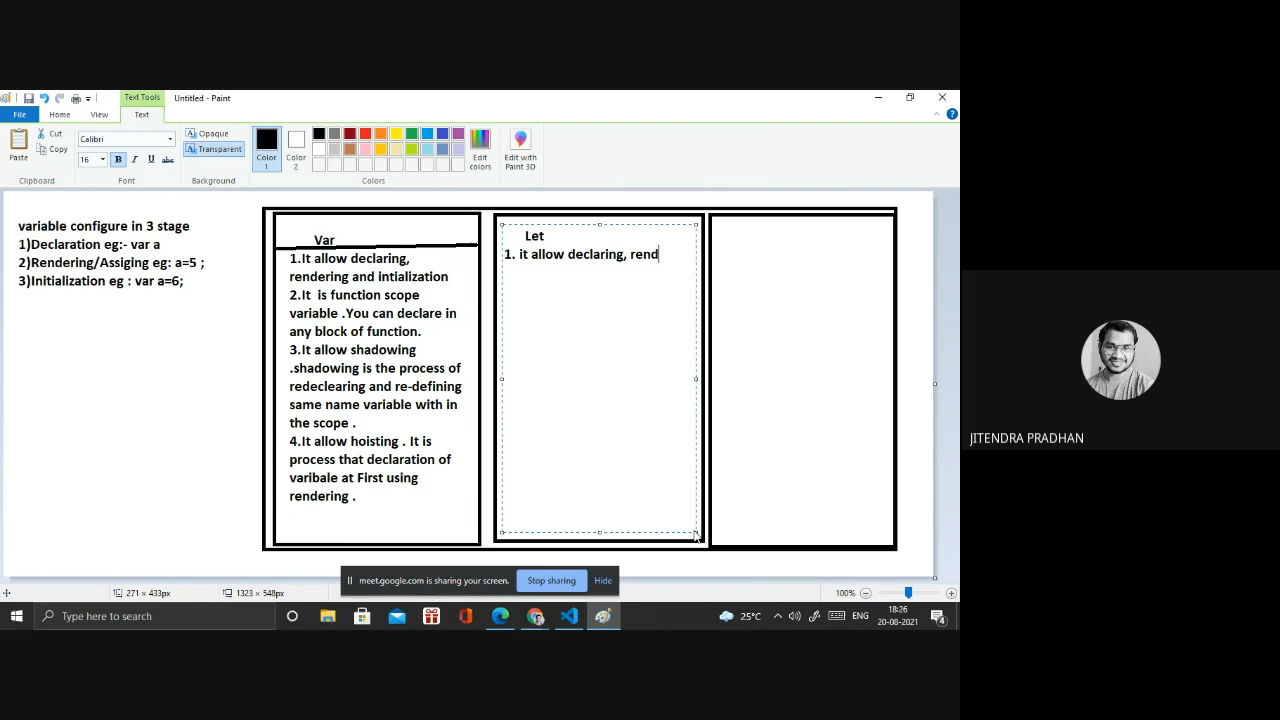 Text Tools
Untitled - Paint
File
Home
View
Text
Paste
Cut
Copy
Clipboard
Calibri
16
B
I
U
abc
Font
Opaque
Transparent
Background
Color
1
Color
2
Edit
colors
Colors
Edit with
Paint 3D
variable configure in 3 stage
1)Declaration eg:- var a
2)Rendering/Assiging eg: a=5 ;
3)Initialization eg : var a=6;
Var
1.It allow declaring,
rendering and intialization
2.It is function scope
variable .You can declare in
any block of function.
3.It allow shadowing
.shadowing is the process of
redeclearing and re-defining
same name variable with in
the scope .
4.It allow hoisting . It is
process that declaration of
varibale at First using
rendering .
Let
1. it allow declaring, rend
JITENDRA PRADHAN
meet.google.com is sharing your screen.
Stop sharing
Hide
271 × 433px
1323 × 548px
100%
Type here to search
25°C
ENG
18:26
20-08-2021
4